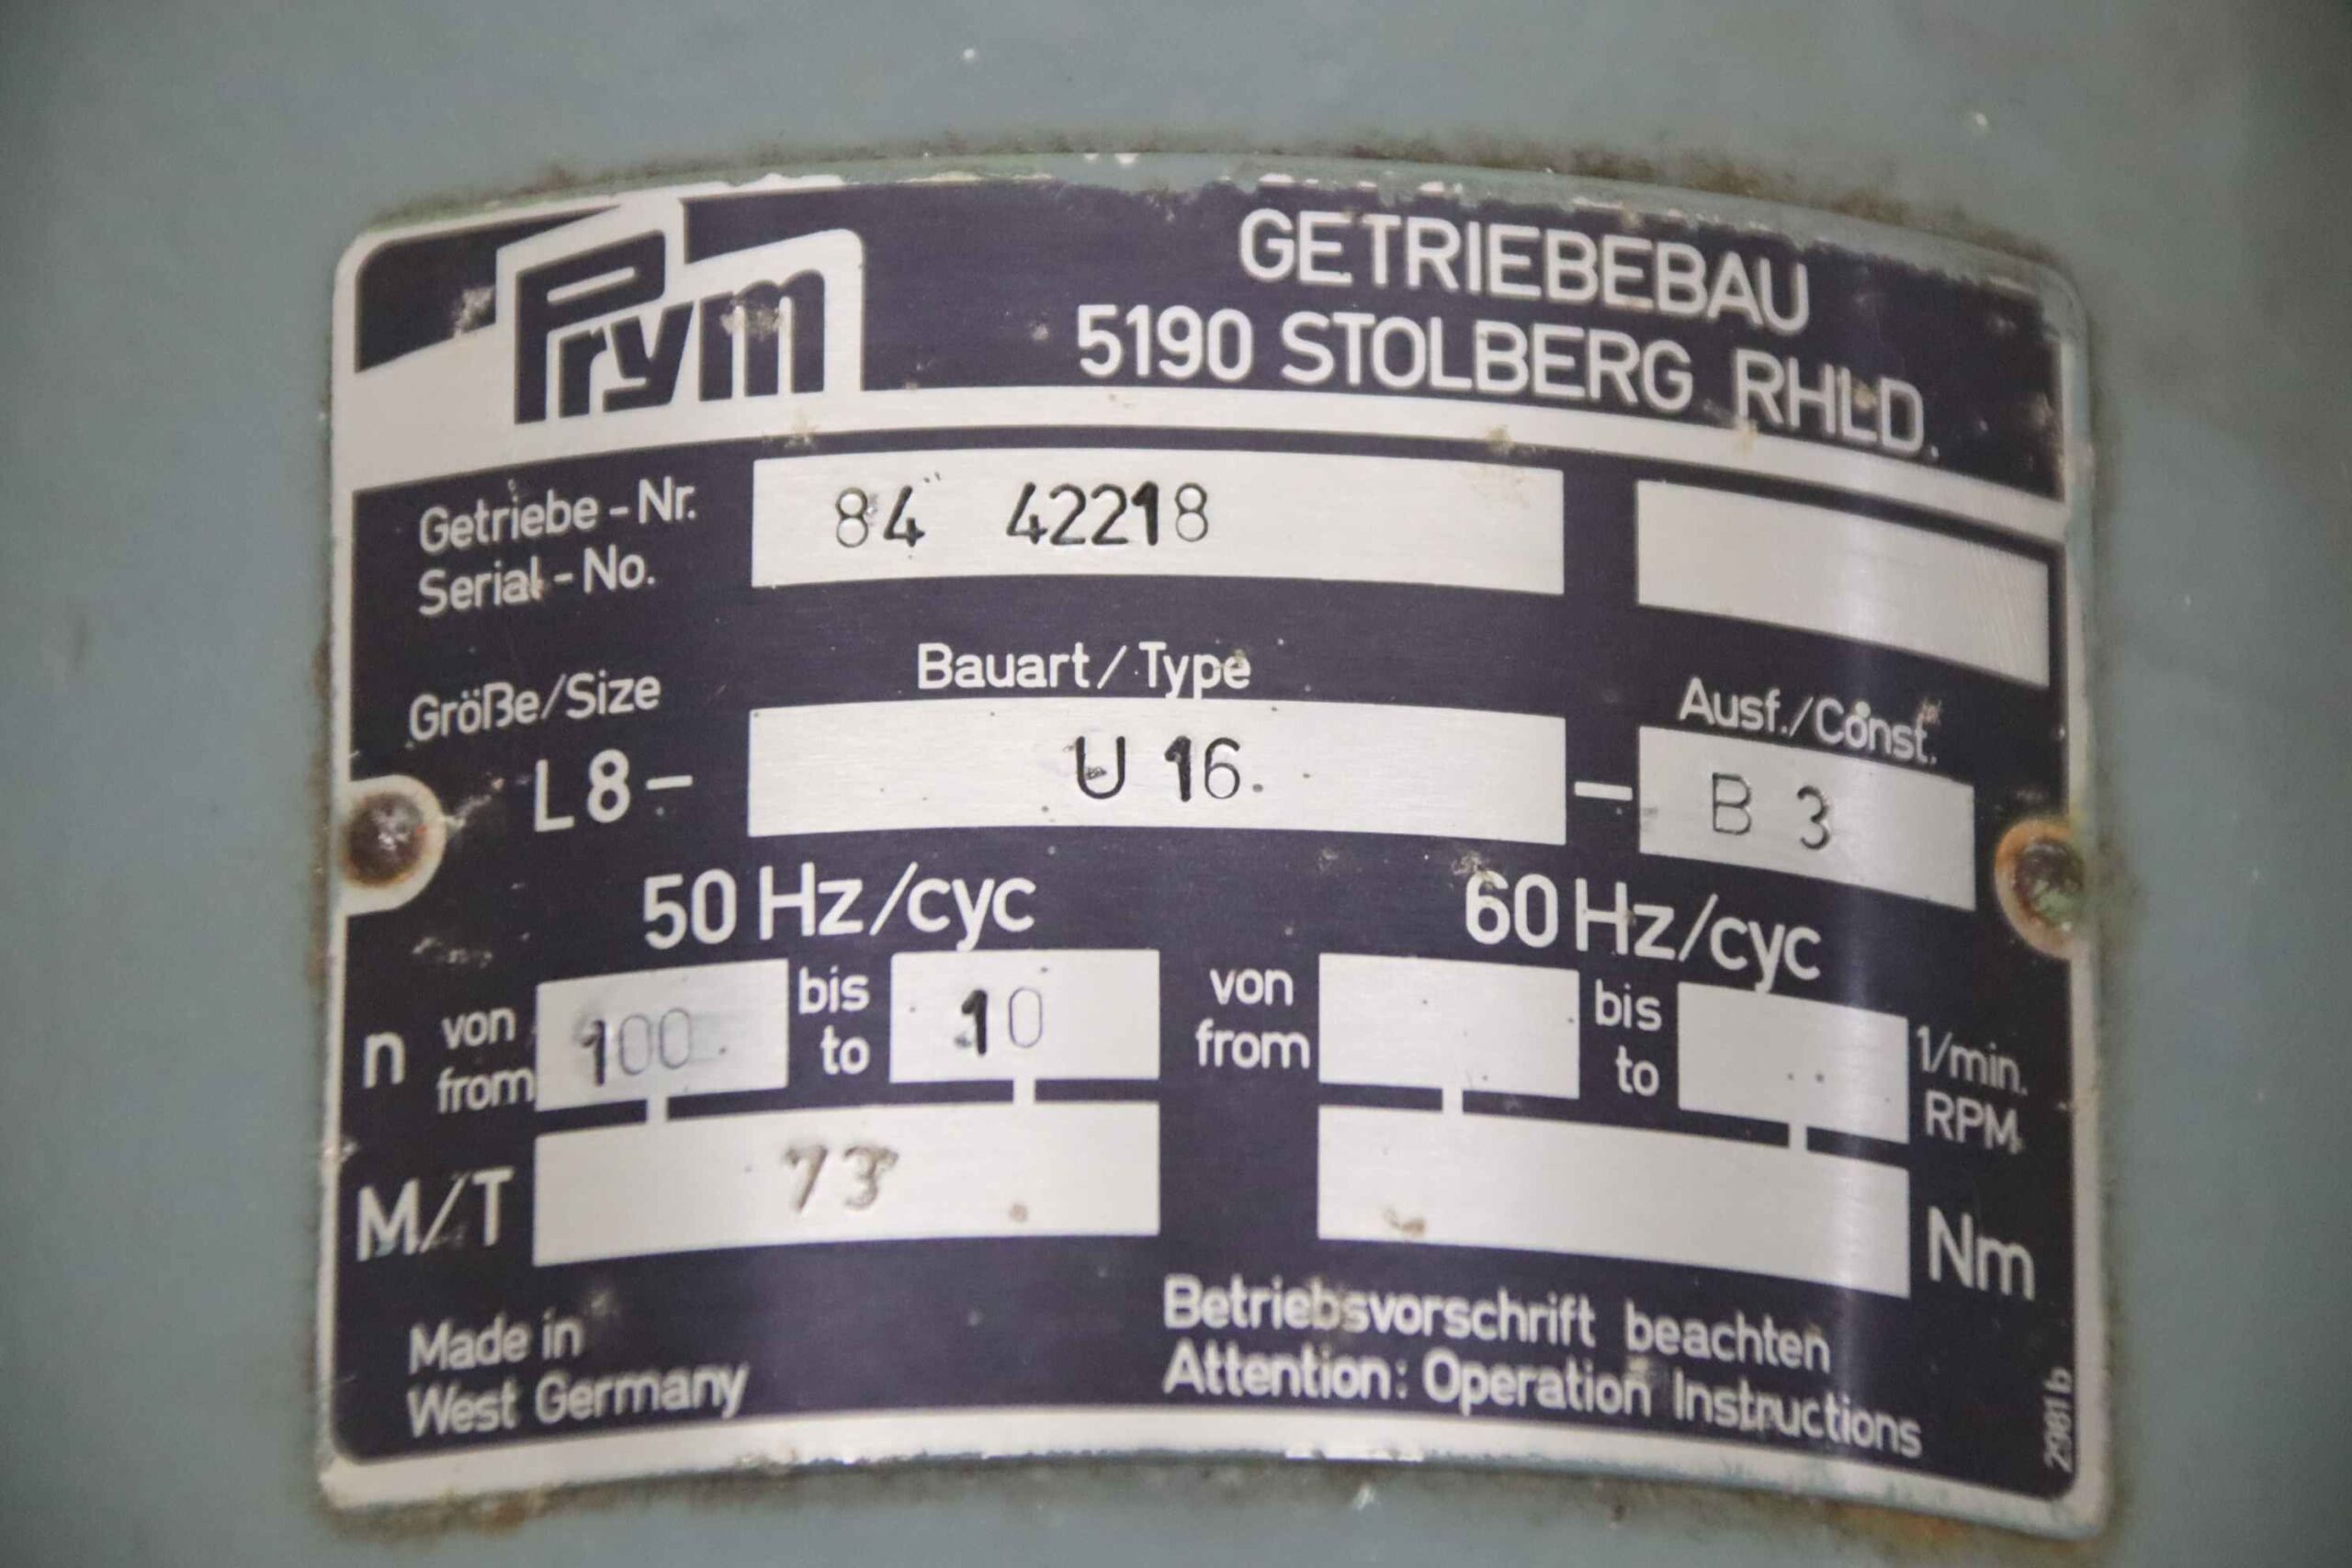 Prym
GETRIEBEBAU
5190 STOLBERG RHLD.
Getriebe-Nr.
Serial-No.
84 42218
Größe/Size
Bauart/Type
Ausf./Const.
L8- U 16. - B 3
50 Hz/cyc 60 Hz/cyc
n von from 100 bis to 10 von from bis to 1/min. RPM
M/T 73 Nm
Made in
West Germany
Betriebsvorschrift beachten
Attention: Operation Instructions
2981 b